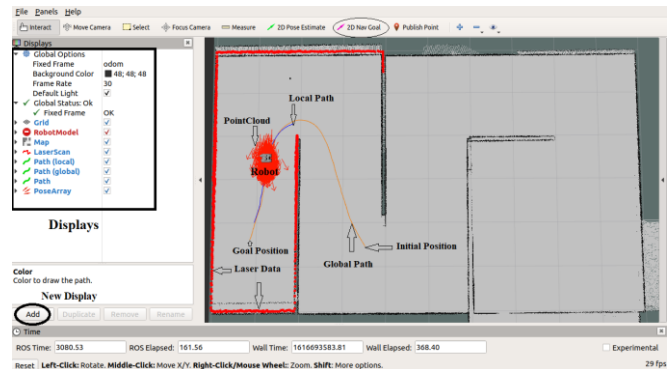 File Panels Help
Interact Move Camera Select Focus Camera Measure 2D Pose Estimate 2D Nav Goal Publish Point
Displays
Global Options
Fixed Frame odom
Background Color 48; 48; 48
Frame Rate 30
Default Light
Global Status: Ok
Fixed Frame OK
Grid
RobotModel
Map
LaserScan
Path (local)
Path (global)
Path
PoseArray
Displays
Color
Color to draw the path.
New Display
Add Duplicate Remove Rename
Local Path
PointCloud
Robot
Goal Position
Initial Position
Global Path
Laser Data
Time
ROS Time: 3080.53 ROS Elapsed: 161.56 Wall Time: 1616693583.81 Wall Elapsed: 368.40 Experimental
Reset Left-Click: Rotate. Middle-Click: Move X/Y. Right-Click/Mouse Wheel: Zoom. Shift: More options. 29 fps